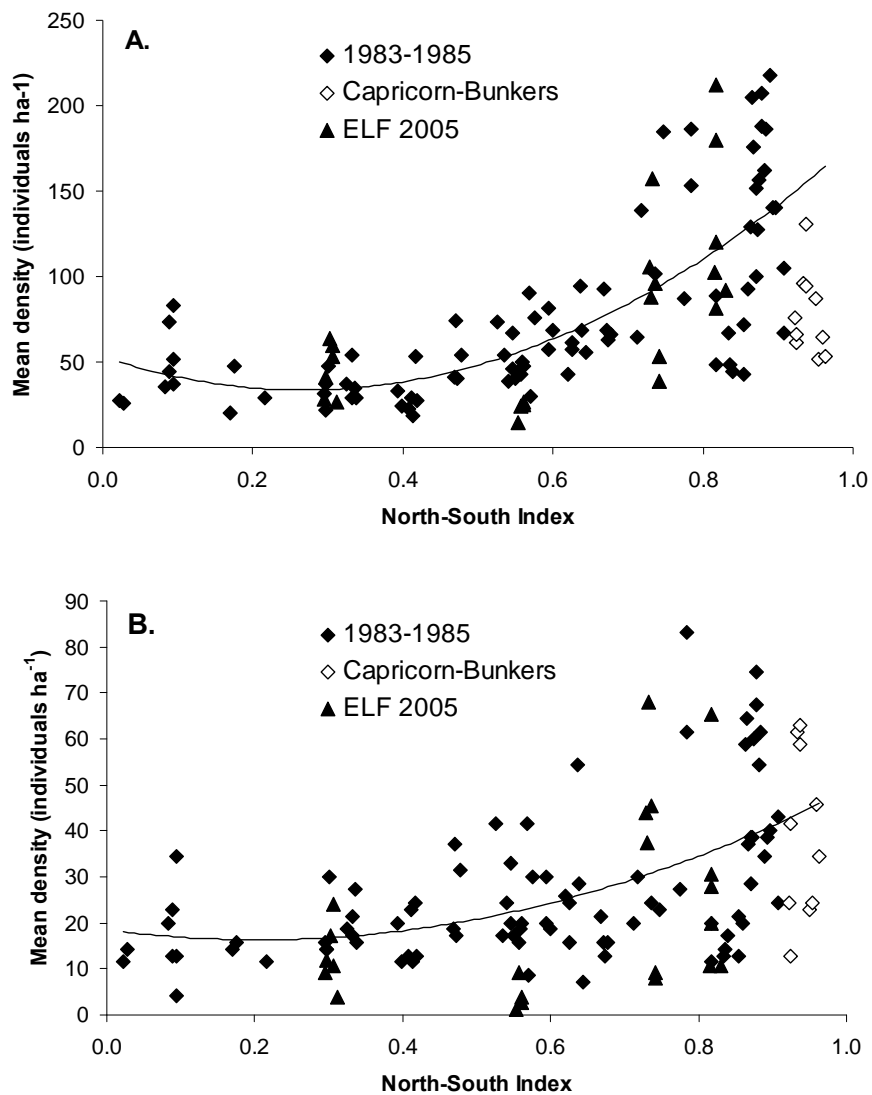 A.
1983-1985
Capricorn-Bunkers
ELF 2005
Mean density (individuals ha-1)
250
200
150
100
50
0
0.0 0.2 0.4 0.6 0.8 1.0
North-South Index
B.
1983-1985
Capricorn-Bunkers
ELF 2005
Mean density (individuals ha⁻¹)
90
80
70
60
50
40
30
20
10
0
0.0 0.2 0.4 0.6 0.8 1.0
North-South Index